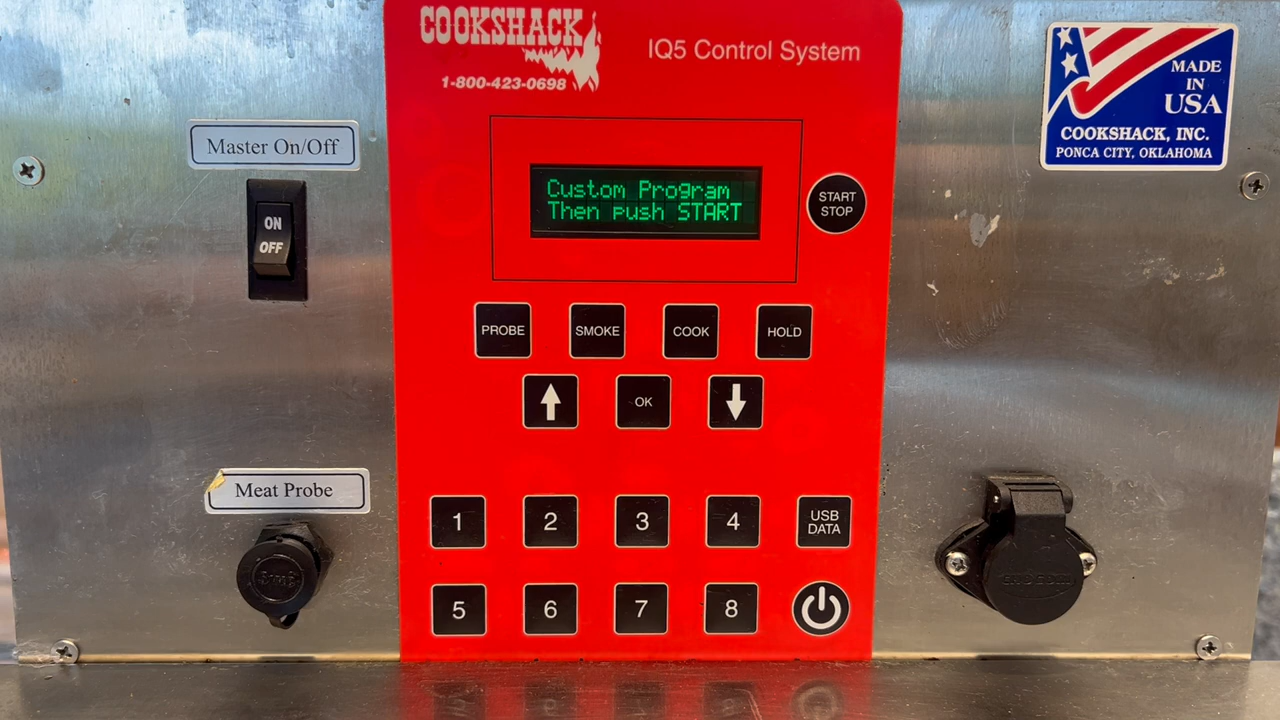 COOKSHACK
1-800-423-0698
IQ5 Control System
MADE
IN
USA
COOKSHACK, INC.
PONCA CITY, OKLAHOMA
Master On/Off
ON
OFF
Custom Program
Then push START
START
STOP
PROBE
SMOKE
COOK
HOLD
OK
Meat Probe
1
2
3
4
USB
DATA
5
6
7
8